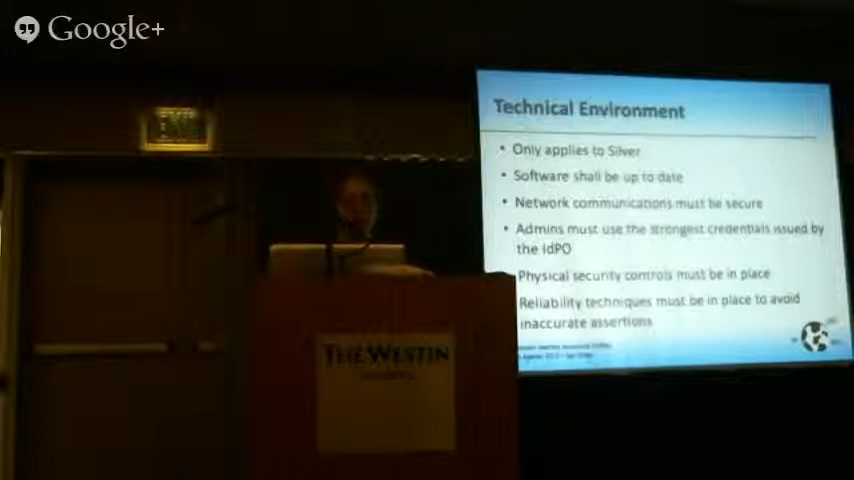 Google+
EXIT
Technical Environment
• Only applies to Silver
• Software shall be up to date
• Network communications must be secure
• Admins must use the strongest credentials issued by
the IdPO
Physical security controls must be in place
Reliability techniques must be in place to avoid
inaccurate assertions
THE WESTIN